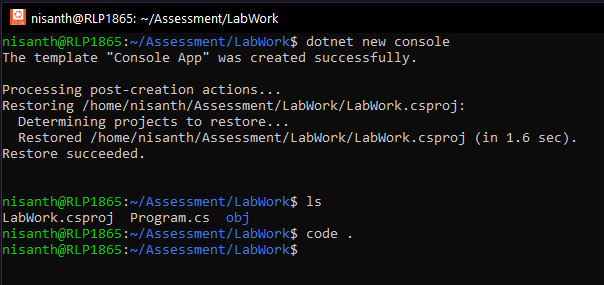 nisanth@RLP1865: ~/Assessment/LabWork
nisanth@RLP1865:~/Assessment/LabWork$ dotnet new console
The template "Console App" was created successfully.
Processing post-creation actions...
Restoring /home/nisanth/Assessment/LabWork/LabWork.csproj:
  Determining projects to restore...
  Restored /home/nisanth/Assessment/LabWork/LabWork.csproj (in 1.6 sec).
Restore succeeded.
nisanth@RLP1865:~/Assessment/LabWork$ ls
LabWork.csproj  Program.cs  obj
nisanth@RLP1865:~/Assessment/LabWork$ code .
nisanth@RLP1865:~/Assessment/LabWork$